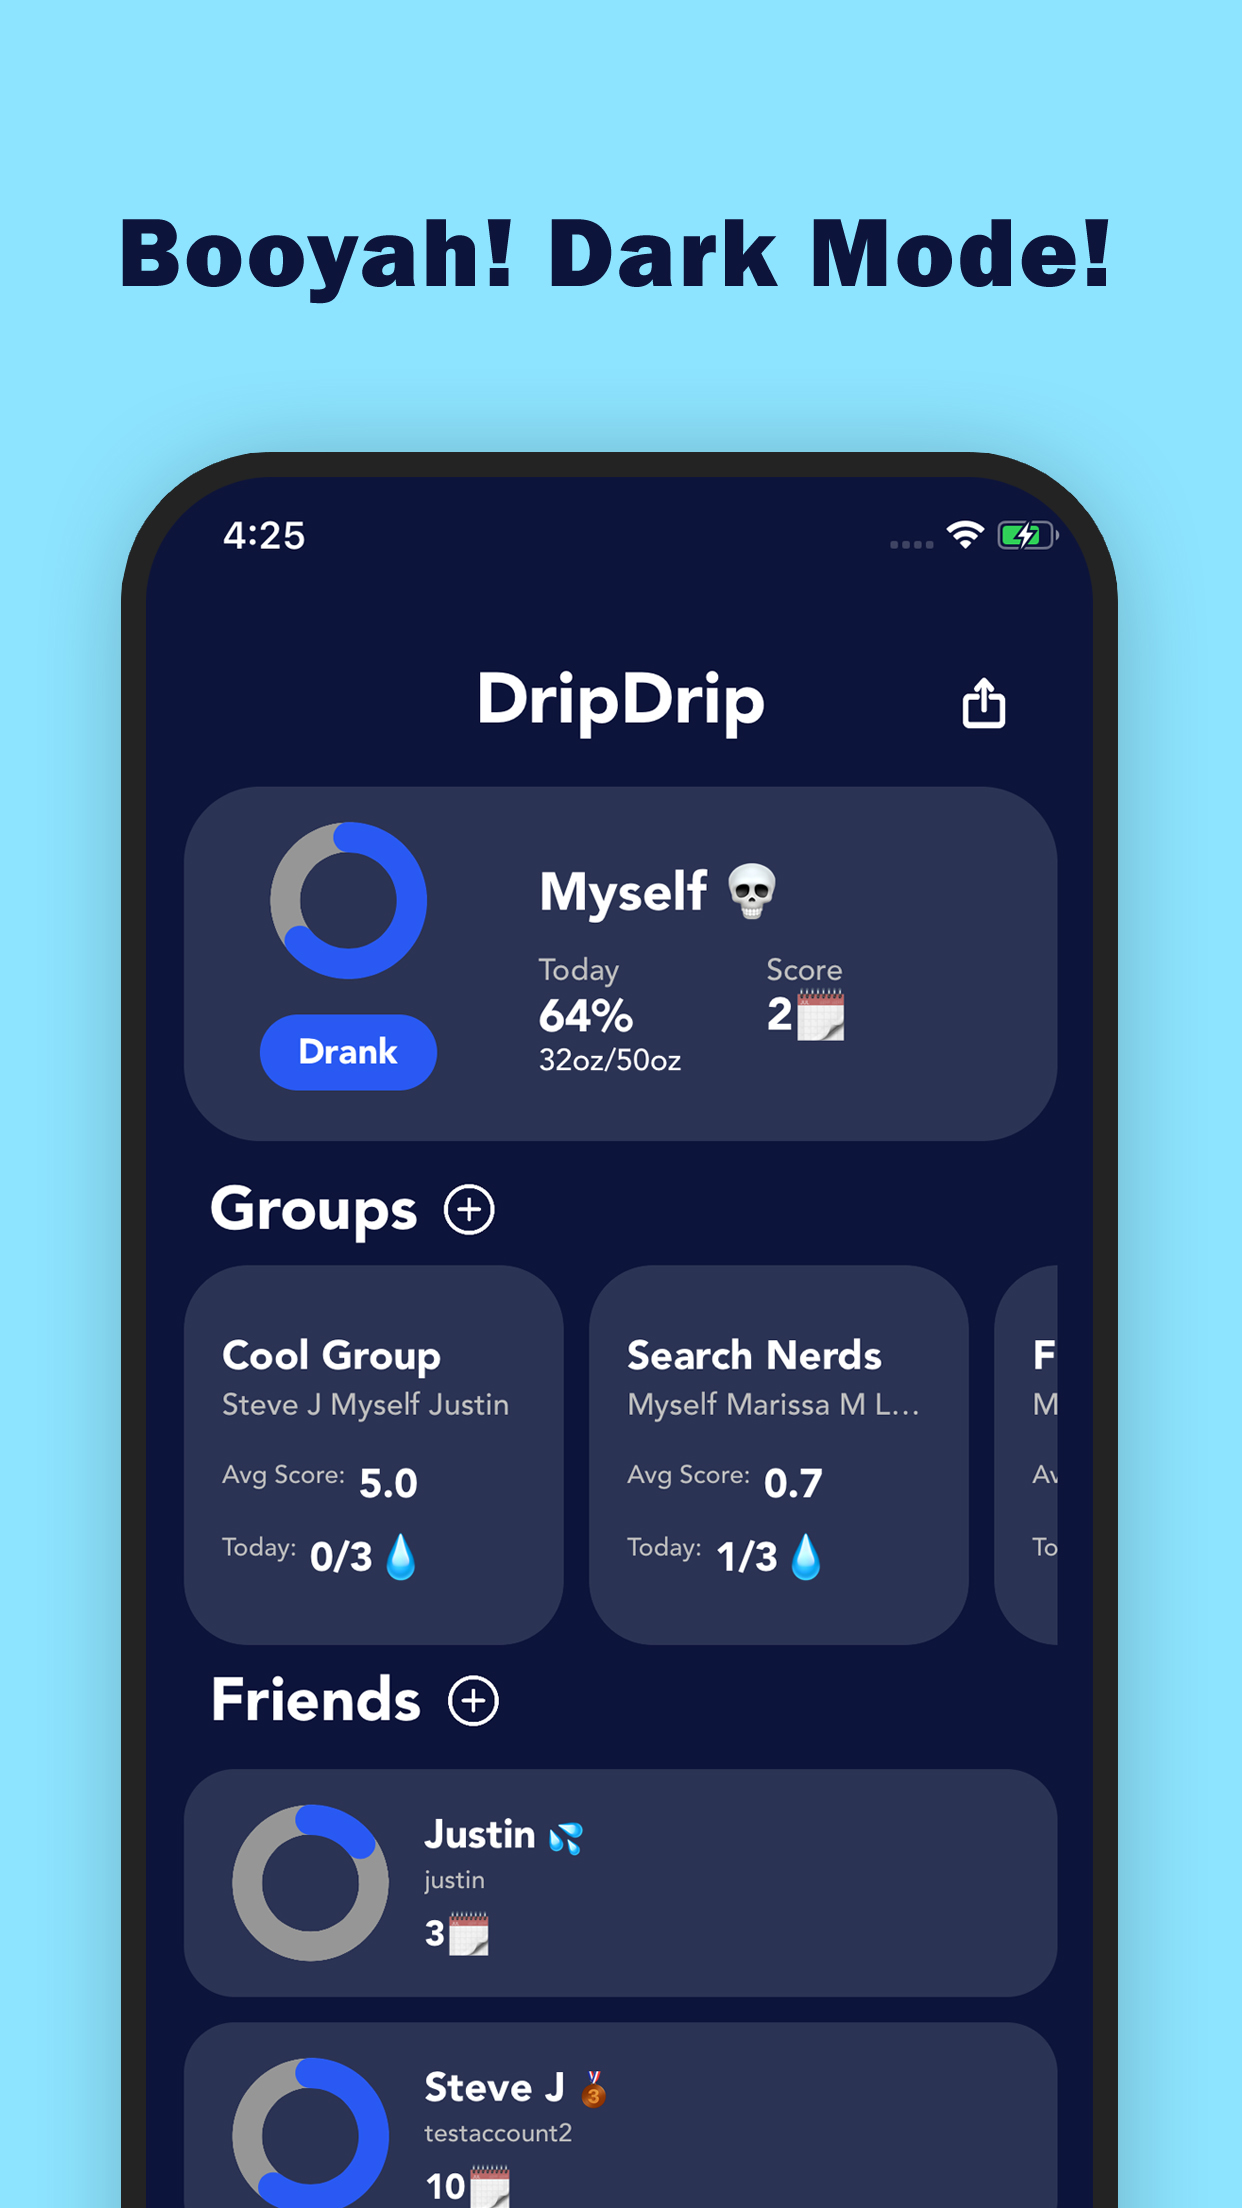 Booyah! Dark Mode!
4:25
DripDrip
Myself 💀
Today
Score
64%
2🗓
32oz/50oz
Drank
Groups
Cool Group
Steve J Myself Justin
Avg Score: 5.0
Today: 0/3 💧
Search Nerds
Myself Marissa M L...
Avg Score: 0.7
Today: 1/3 💧
F
M
Av
To
Friends
Justin 💦
justin
3🗓
Steve J 🥉
testaccount2
10🗓